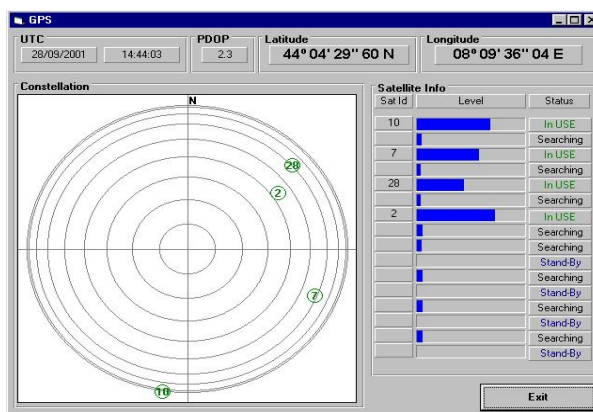 GPS
UTC PDOP Latitude Longitude
28/09/2001 14:44:03 2.3 44º 04' 29" 60 N 08º 09' 36" 04 E
Constellation
N
28
2
7
10
Satellite Info
Sat Id Level Status
10 In USE
Searching
7 In USE
Searching
28 In USE
Searching
2 In USE
Searching
Searching
Stand-By
Searching
Stand-By
Searching
Stand-By
Searching
Stand-By
Exit